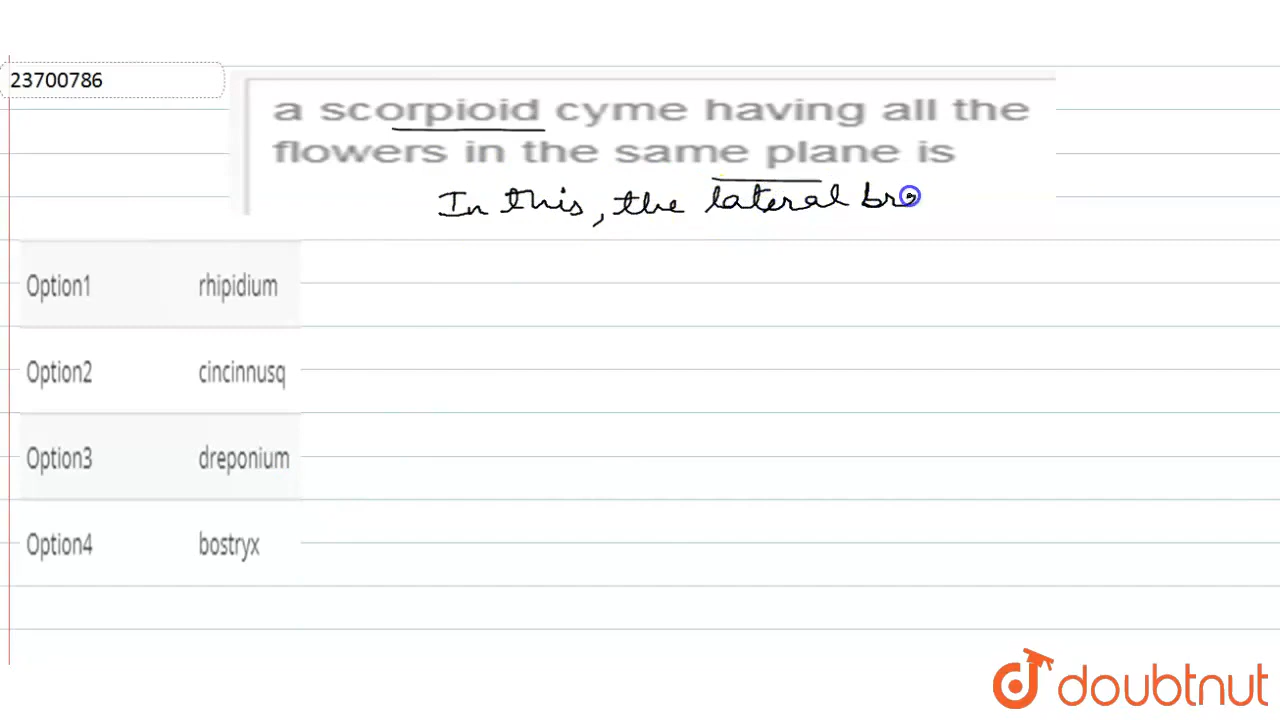 23700786
a scorpioid cyme having all the
flowers in the same plane is
In this, the lateral
Option1 rhipidium
Option2 cincinnusq
Option3 dreponium
Option4 bostryx
doubtnut